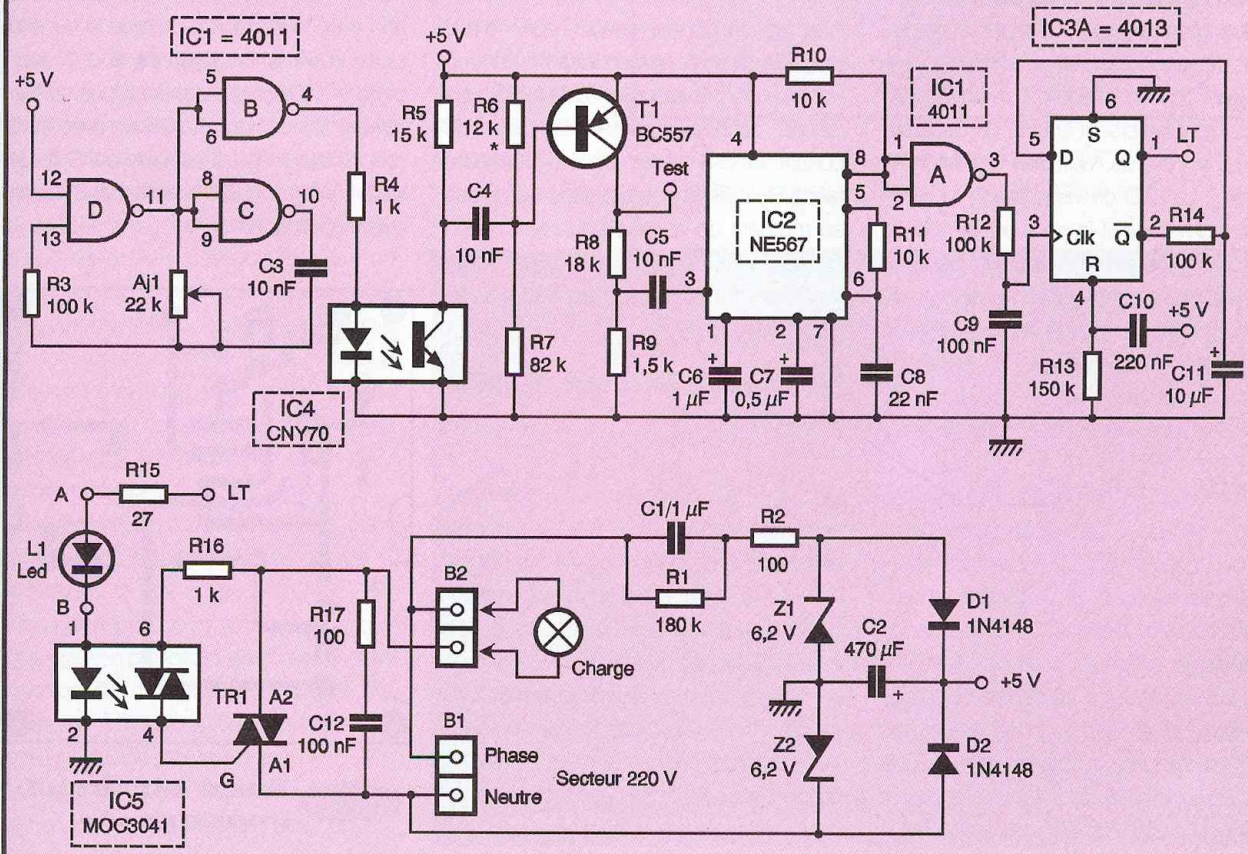 IC1 = 4011
+5 V
12
13
D
11
R3
100 k
5
6
B
4
8
9
C
10
Aj1
22 k
C3
10 nF
R4
1 k
IC4
CNY70
+5 V
R5
15 k
R6
12 k
*
C4
10 nF
R7
82 k
T1
BC557
Test
R8
18 k
C5
10 nF
R9
1,5 k
3
4
IC2
NE567
8
5
6
1
2
7
+
C6
1 µF
+
C7
0,5 µF
R10
10 k
R11
10 k
C8
22 nF
IC1
4011
1
2
A
3
R12
100 k
C9
100 nF
IC3A = 4013
6
S
5
D
Q
1
LT
3
Clk
Q
2
R14
100 k
R
4
C10
220 nF
+5 V
R13
150 k
+
C11
10 µF
A
R15
27
LT
L1
Led
B
1
6
2
4
IC5
MOC3041
R16
1 k
R17
100
TR1
A2
A1
G
C12
100 nF
B2
Charge
B1
Phase
Neutre
Secteur 220 V
C1/1 µF
R1
180 k
R2
100
Z1
6,2 V
Z2
6,2 V
C2
470 µF
+
D1
1N4148
+5 V
D2
1N4148